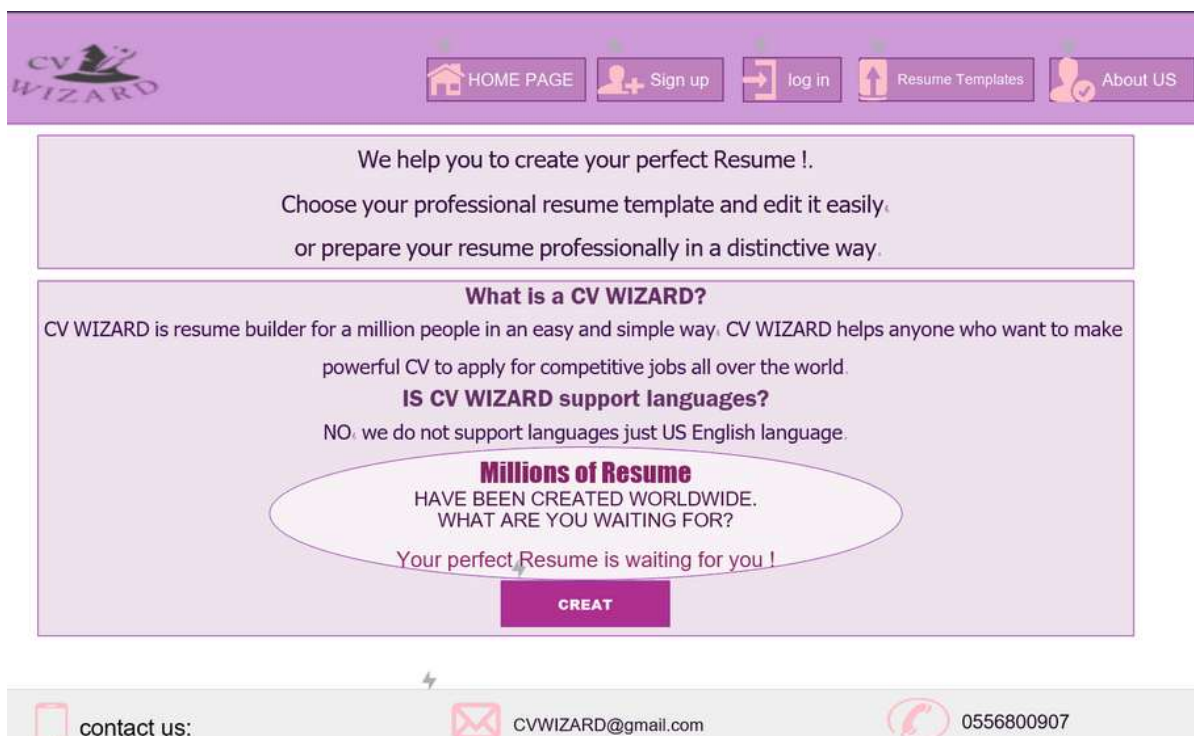 CV
WIZARD
HOME PAGE
Sign up
log in
Resume Templates
About US
We help you to create your perfect Resume !.
Choose your professional resume template and edit it easily،
or prepare your resume professionally in a distinctive way.
What is a CV WIZARD?
CV WIZARD is resume builder for a million people in an easy and simple way، CV WIZARD helps anyone who want to make
powerful CV to apply for competitive jobs all over the world.
IS CV WIZARD support languages?
NO، we do not support languages just US English language.
Millions of Resume
HAVE BEEN CREATED WORLDWIDE.
WHAT ARE YOU WAITING FOR?
Your perfect Resume is waiting for you !
CREAT
contact us:
CVWIZARD@gmail.com
0556800907